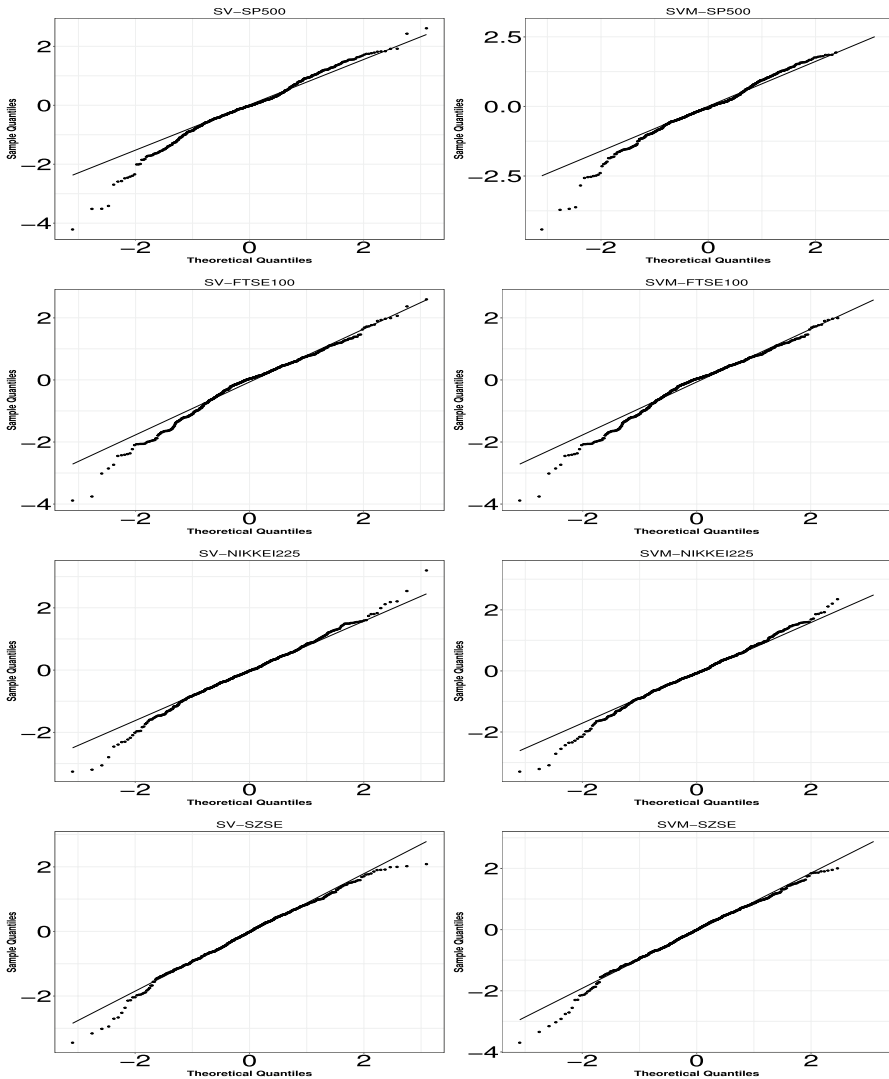 SV−SP500
Sample Quantiles
2
0
−2
−4
−2
0
2
Theoretical Quantiles
SVM−SP500
Sample Quantiles
2.5
0.0
−2.5
−2
0
2
Theoretical Quantiles
SV−FTSE100
Sample Quantiles
2
0
−2
−4
−2
0
2
Theoretical Quantiles
SVM−FTSE100
Sample Quantiles
2
0
−2
−4
−2
0
2
Theoretical Quantiles
SV−NIKKEI225
Sample Quantiles
2
0
−2
−2
0
2
Theoretical Quantiles
SVM−NIKKEI225
Sample Quantiles
2
0
−2
−2
0
2
Theoretical Quantiles
SV−SZSE
Sample Quantiles
2
0
−2
−2
0
2
Theoretical Quantiles
SVM−SZSE
Sample Quantiles
2
0
−2
−4
−2
0
2
Theoretical Quantiles